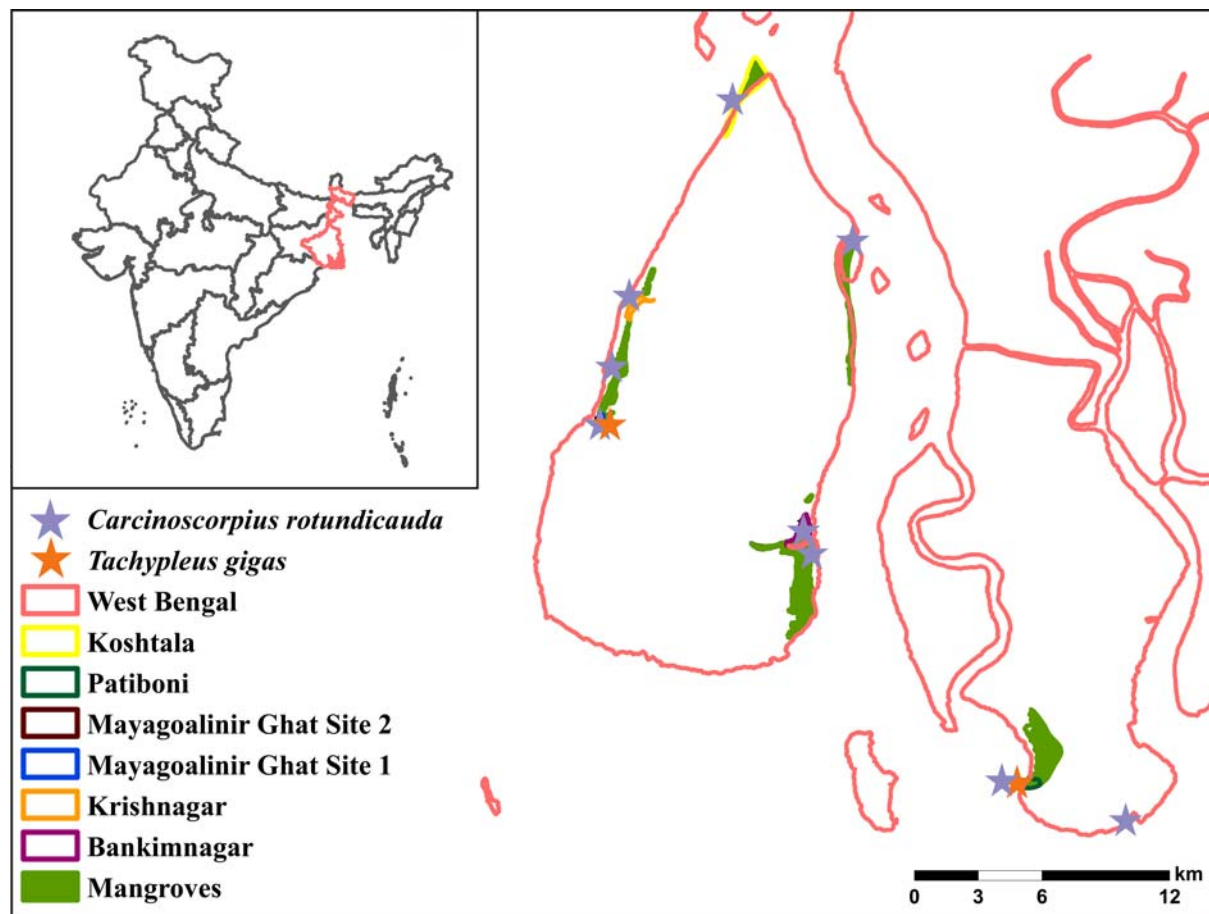 Carcinoscorpius rotundicauda
Tachypleus gigas
West Bengal
Koshtala
Patiboni
Mayagoalinir Ghat Site 2
Mayagoalinir Ghat Site 1
Krishnagar
Bankimnagar
Mangroves
km
0 3 6 12